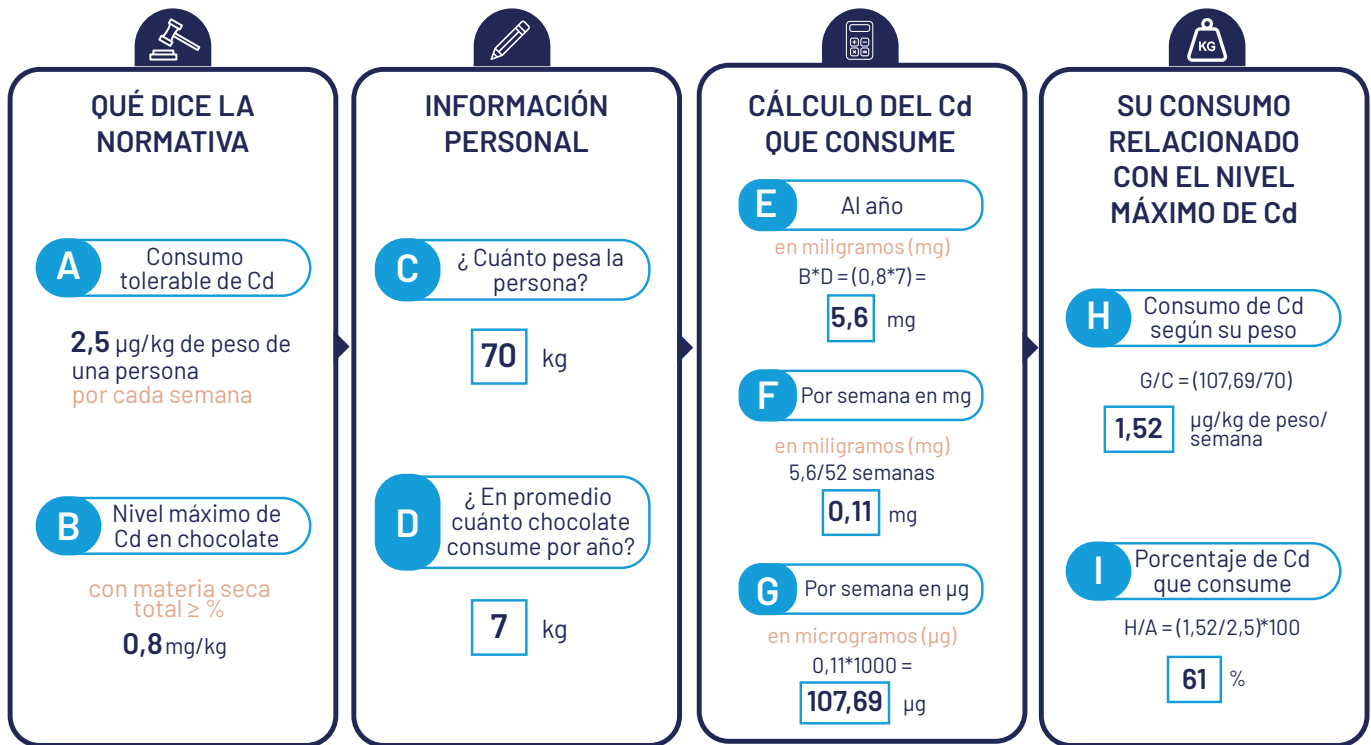 KG
QUÉ DICE LA
NORMATIVA
A
Consumo
tolerable de Cd
2,5 µg/kg de peso de
una persona
por cada semana
B
Nivel máximo de
Cd en chocolate
con materia seca
total ≥ %
0,8 mg/kg
INFORMACIÓN
PERSONAL
C
¿ Cuánto pesa la
persona?
70 kg
D
¿ En promedio
cuánto chocolate
consume por año?
7 kg
CÁLCULO DEL Cd
QUE CONSUME
E
Al año
en miligramos (mg)
B*D = (0,8*7) =
5,6 mg
F
Por semana en mg
en miligramos (mg)
5,6/52 semanas
0,11 mg
G
Por semana en µg
en microgramos (µg)
0,11*1000 =
107,69 µg
SU CONSUMO
RELACIONADO
CON EL NIVEL
MÁXIMO DE Cd
H
Consumo de Cd
según su peso
G/C = (107,69/70)
1,52 µg/kg de peso/
semana
I
Porcentaje de Cd
que consume
H/A = (1,52/2,5)*100
61 %